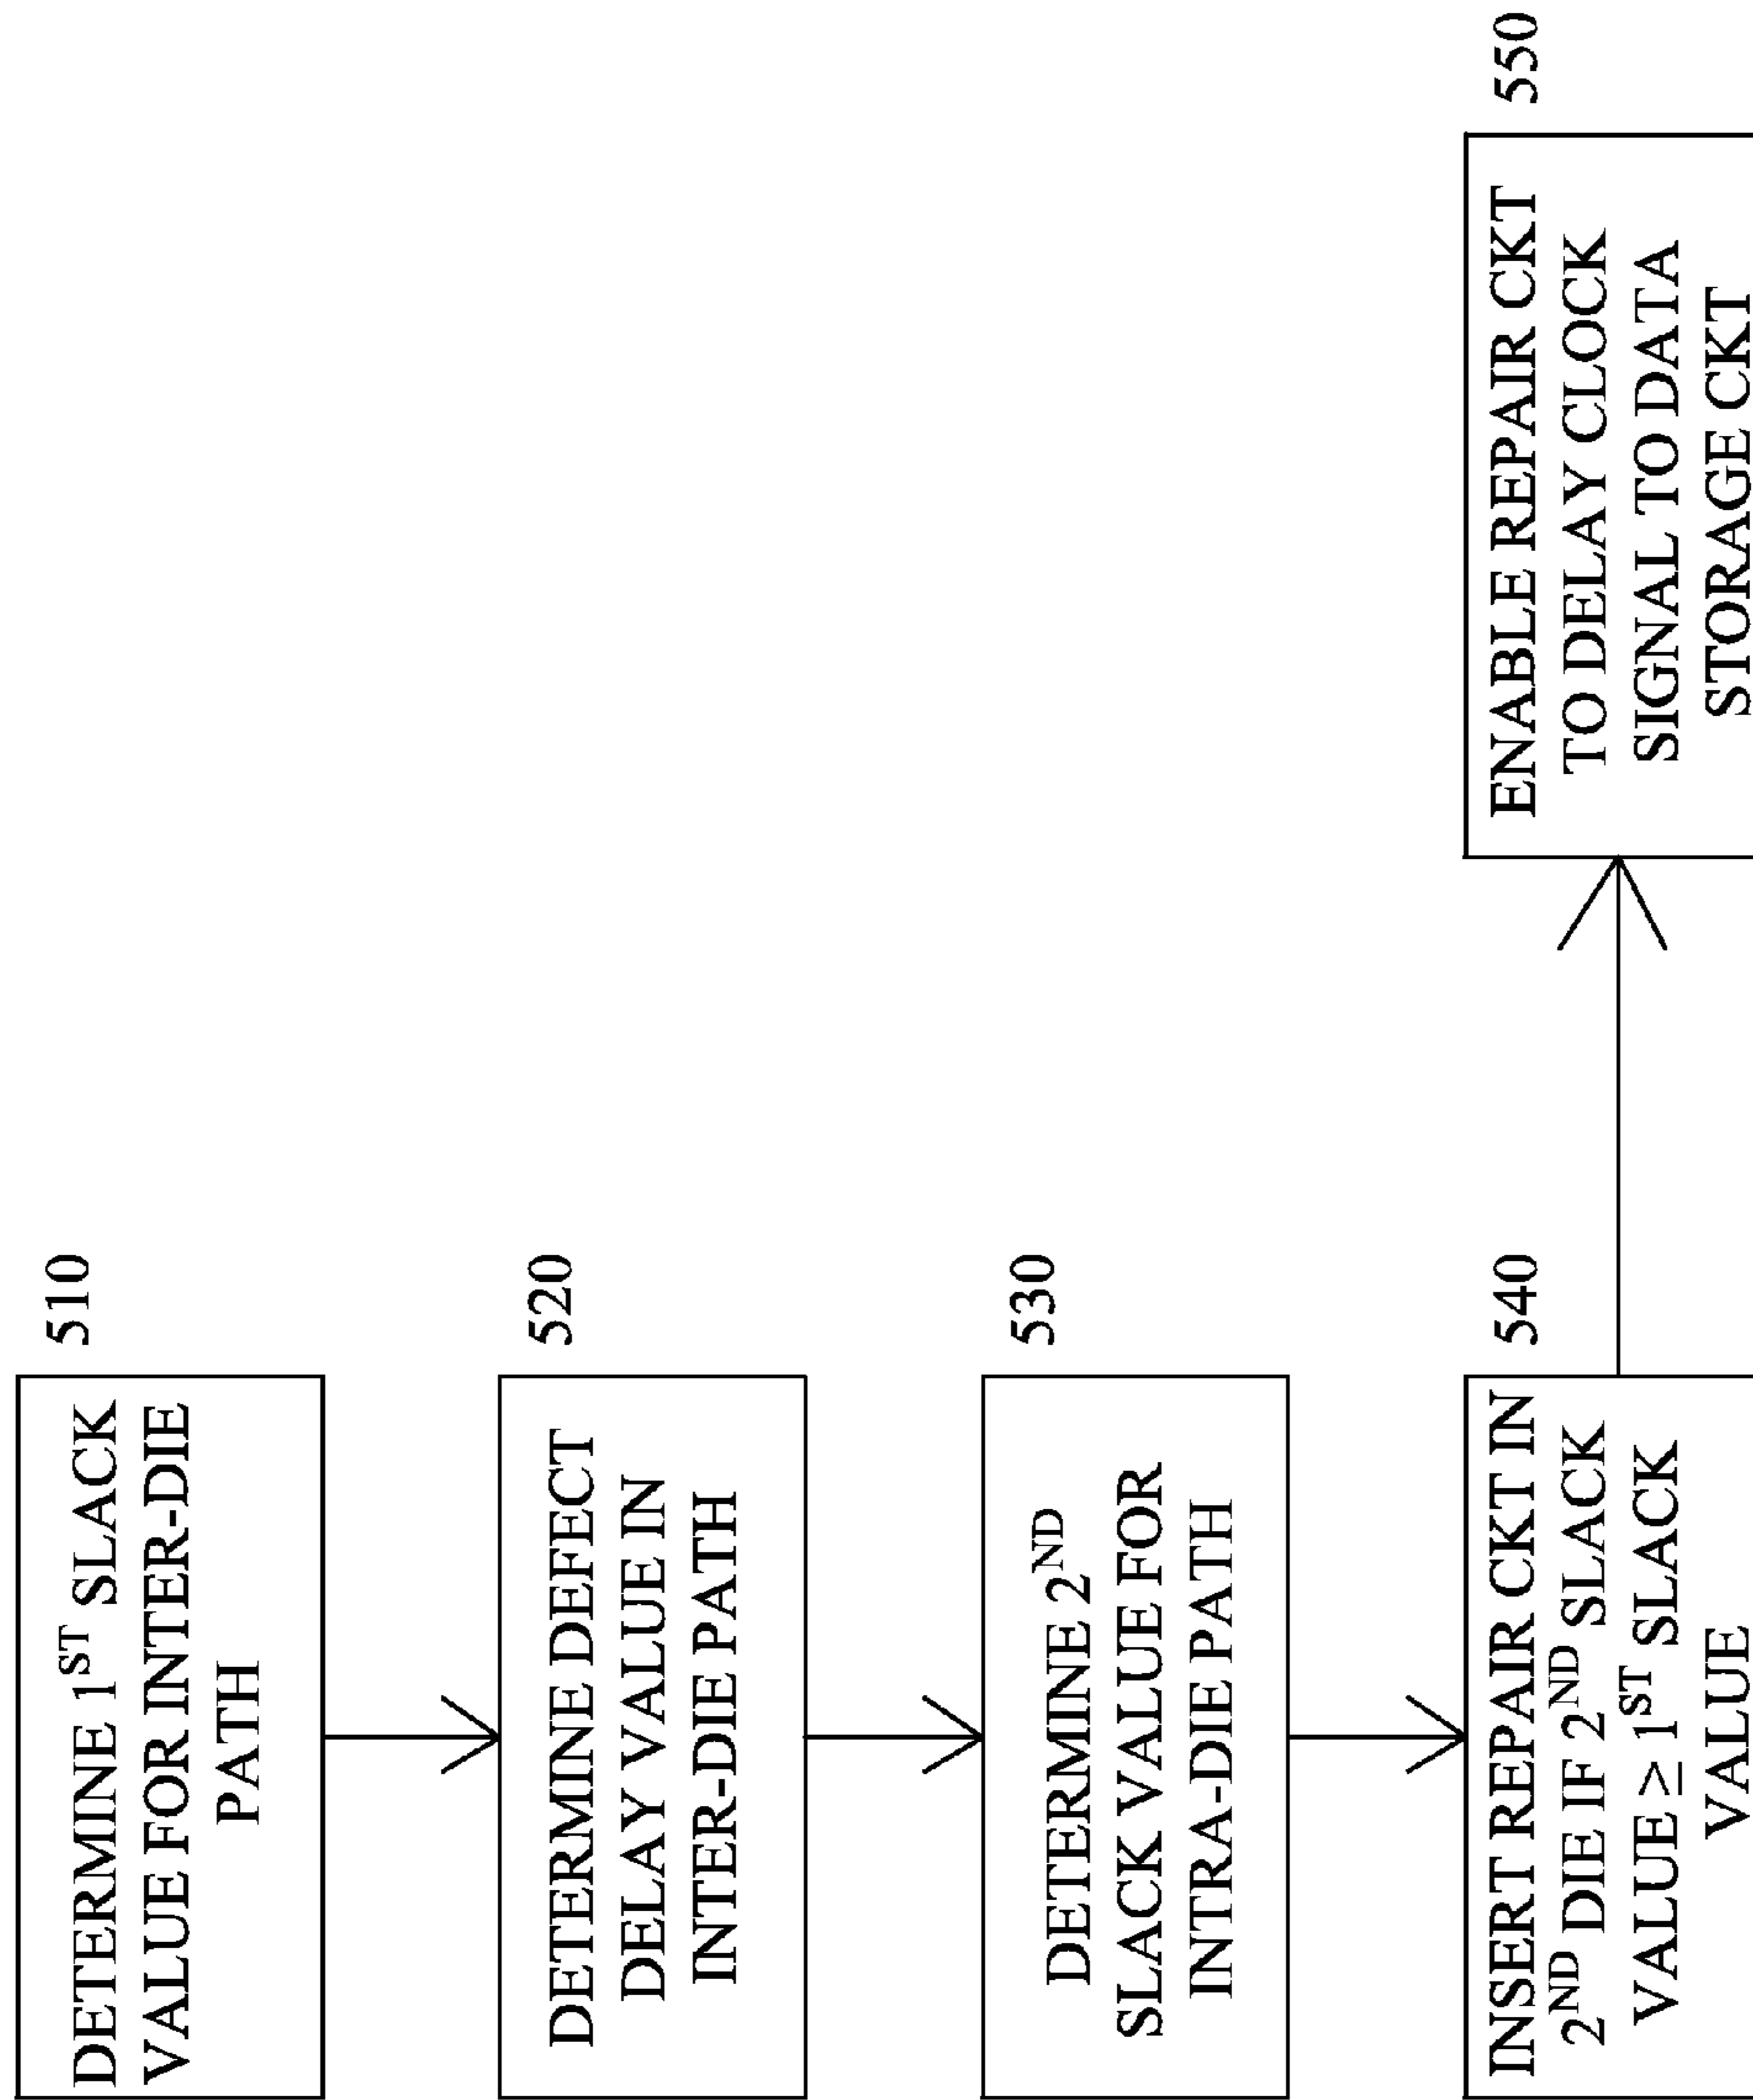 DETERMINE 1ST SLACK
VALUE FOR INTER-DIE
PATH
510
DETERMINE DEFECT
DELAY VALUE IN
INTER-DIE PATH
520
DETERMINE 2ND
SLACK VALUE FOR
INTRA-DIE PATH
530
INSERT REPAIR CKT IN
2ND DIE IF 2ND SLACK
VALUE ≥ 1ST SLACK
VALUE
540
ENABLE REPAIR CKT
TO DELAY CLOCK
SIGNAL TO DATA
STORAGE CKT
550